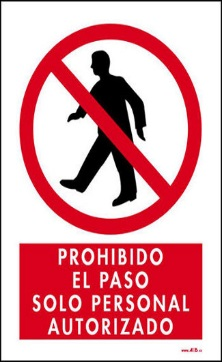 PROHIBIDO
EL PASO
SOLO PERSONAL
AUTORIZADO